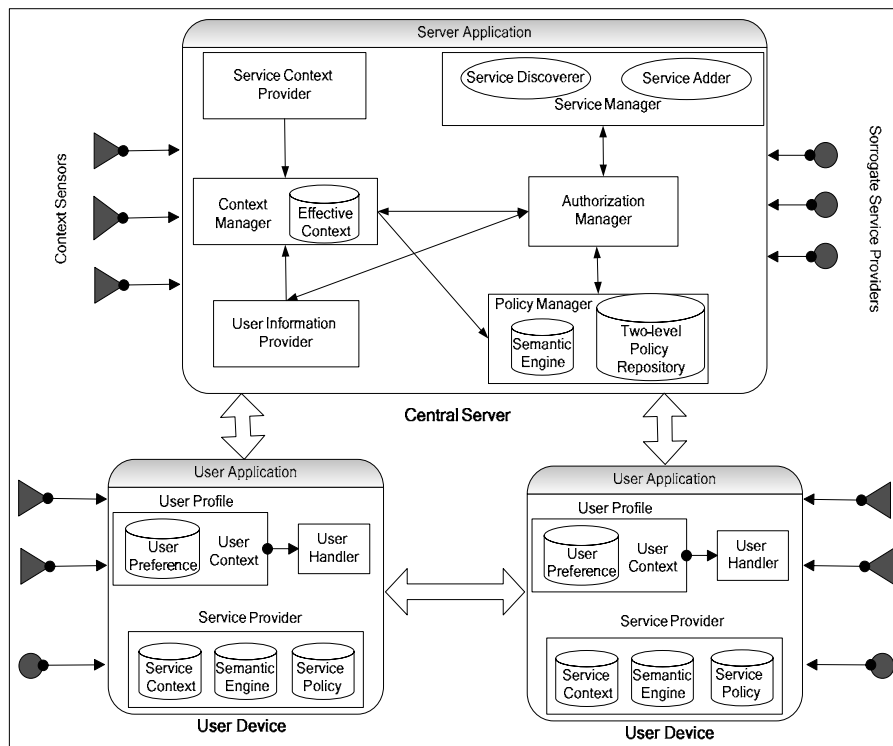 Server Application
Service Context
Provider
Service Discoverer
Service Adder
Service Manager
Context Sensors
Sorrogate Service Providers
Context
Manager
Effective
Context
Authorization
Manager
User Information
Provider
Policy Manager
Semantic
Engine
Two-level
Policy
Repository
Central Server
User Application
User Profile
User
Preference
User
Context
User
Handler
Service Provider
Service
Context
Semantic
Engine
Service
Policy
User Device
User Application
User Profile
User
Preference
User
Context
User
Handler
Service Provider
Service
Context
Semantic
Engine
Service
Policy
User Device